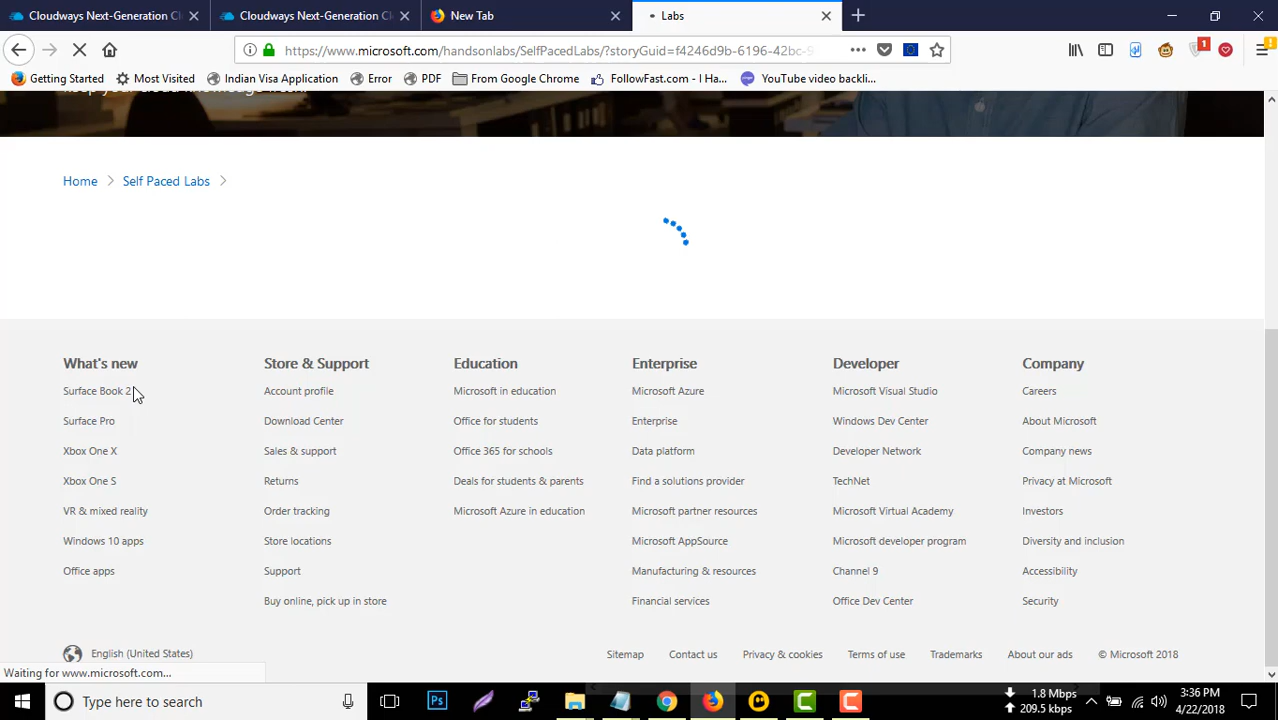 Cloudways Next-Generation Cl
Cloudways Next-Generation Cl
New Tab
Labs
https://www.microsoft.com/handsonlabs/SelfPacedLabs/?storyGuid=f4246d9b-6196-42bc-9
1
Getting Started
Most Visited
Indian Visa Application
Error
PDF
From Google Chrome
FollowFast.com - I Ha...
YouTube video backli...
Home
Self Paced Labs
What's new
Surface Book 2
Surface Pro
Xbox One X
Xbox One S
VR & mixed reality
Windows 10 apps
Office apps
Store & Support
Account profile
Download Center
Sales & support
Returns
Order tracking
Store locations
Support
Buy online, pick up in store
Education
Microsoft in education
Office for students
Office 365 for schools
Deals for students & parents
Microsoft Azure in education
Enterprise
Microsoft Azure
Enterprise
Data platform
Find a solutions provider
Microsoft partner resources
Microsoft AppSource
Manufacturing & resources
Financial services
Developer
Microsoft Visual Studio
Windows Dev Center
Developer Network
TechNet
Microsoft Virtual Academy
Microsoft developer program
Channel 9
Office Dev Center
Company
Careers
About Microsoft
Company news
Privacy at Microsoft
Investors
Diversity and inclusion
Accessibility
Security
English (United States)
Sitemap
Contact us
Privacy & cookies
Terms of use
Trademarks
About our ads
© Microsoft 2018
Waiting for www.microsoft.com...
Type here to search
Ps
1.8 Mbps
209.5 kbps
3:36 PM
4/22/2018